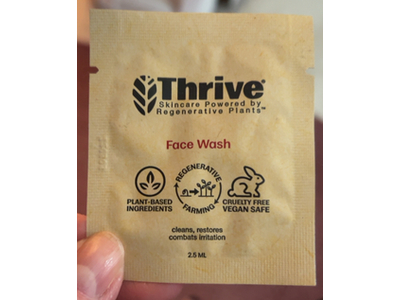 Thrive®
Skincare Powered by
Regenerative Plants™
Face Wash
REGENERATIVE
FARMING
PLANT-BASED
INGREDIENTS
CRUELTY FREE
VEGAN SAFE
cleans, restores
combats irritation
2.5 ML